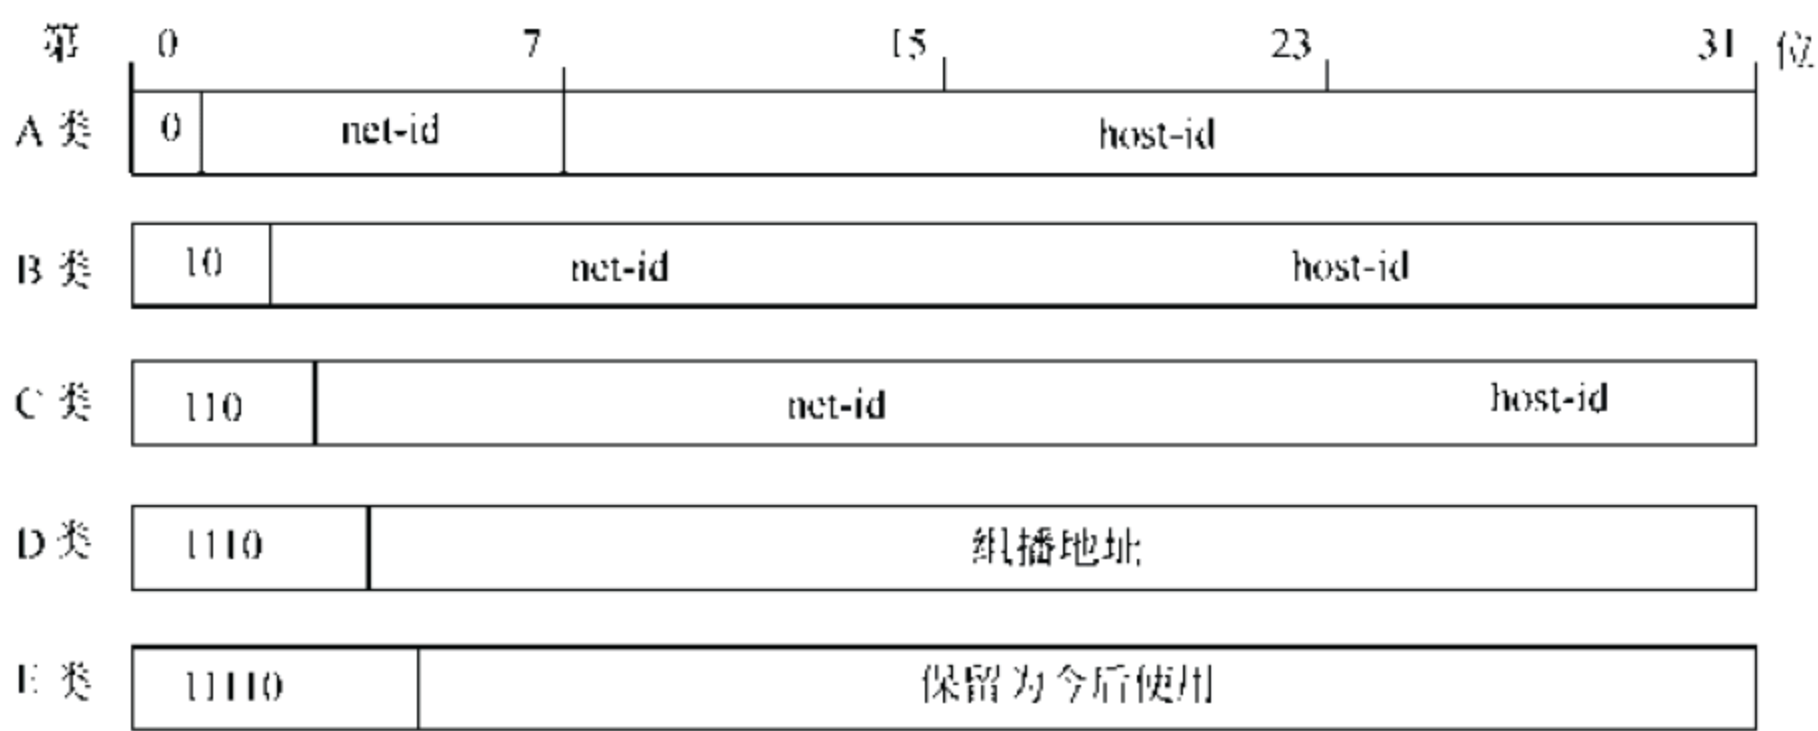 第 0 7 15 23 31 位
A 类 0 net-id host-id
B 类 10 net-id host-id
C 类 110 net-id host-id
D 类 1110 组播地址
E 类 11110 保留为今后使用